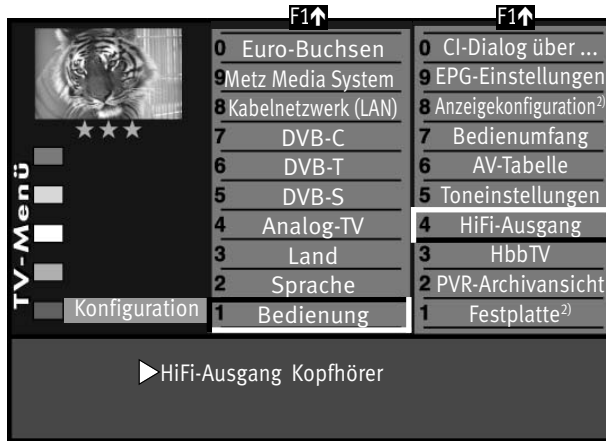 F1↑
F1↑
TV-Menü
Konfiguration
0 Euro-Buchsen
9 Metz Media System
8 Kabelnetzwerk (LAN)
7 DVB-C
6 DVB-T
5 DVB-S
4 Analog-TV
3 Land
2 Sprache
1 Bedienung
0 CI-Dialog über ...
9 EPG-Einstellungen
8 Anzeigekonfiguration²⁾
7 Bedienumfang
6 AV-Tabelle
5 Toneinstellungen
4 HiFi-Ausgang
3 HbbTV
2 PVR-Archivansicht
1 Festplatte²⁾
HiFi-Ausgang Kopfhörer